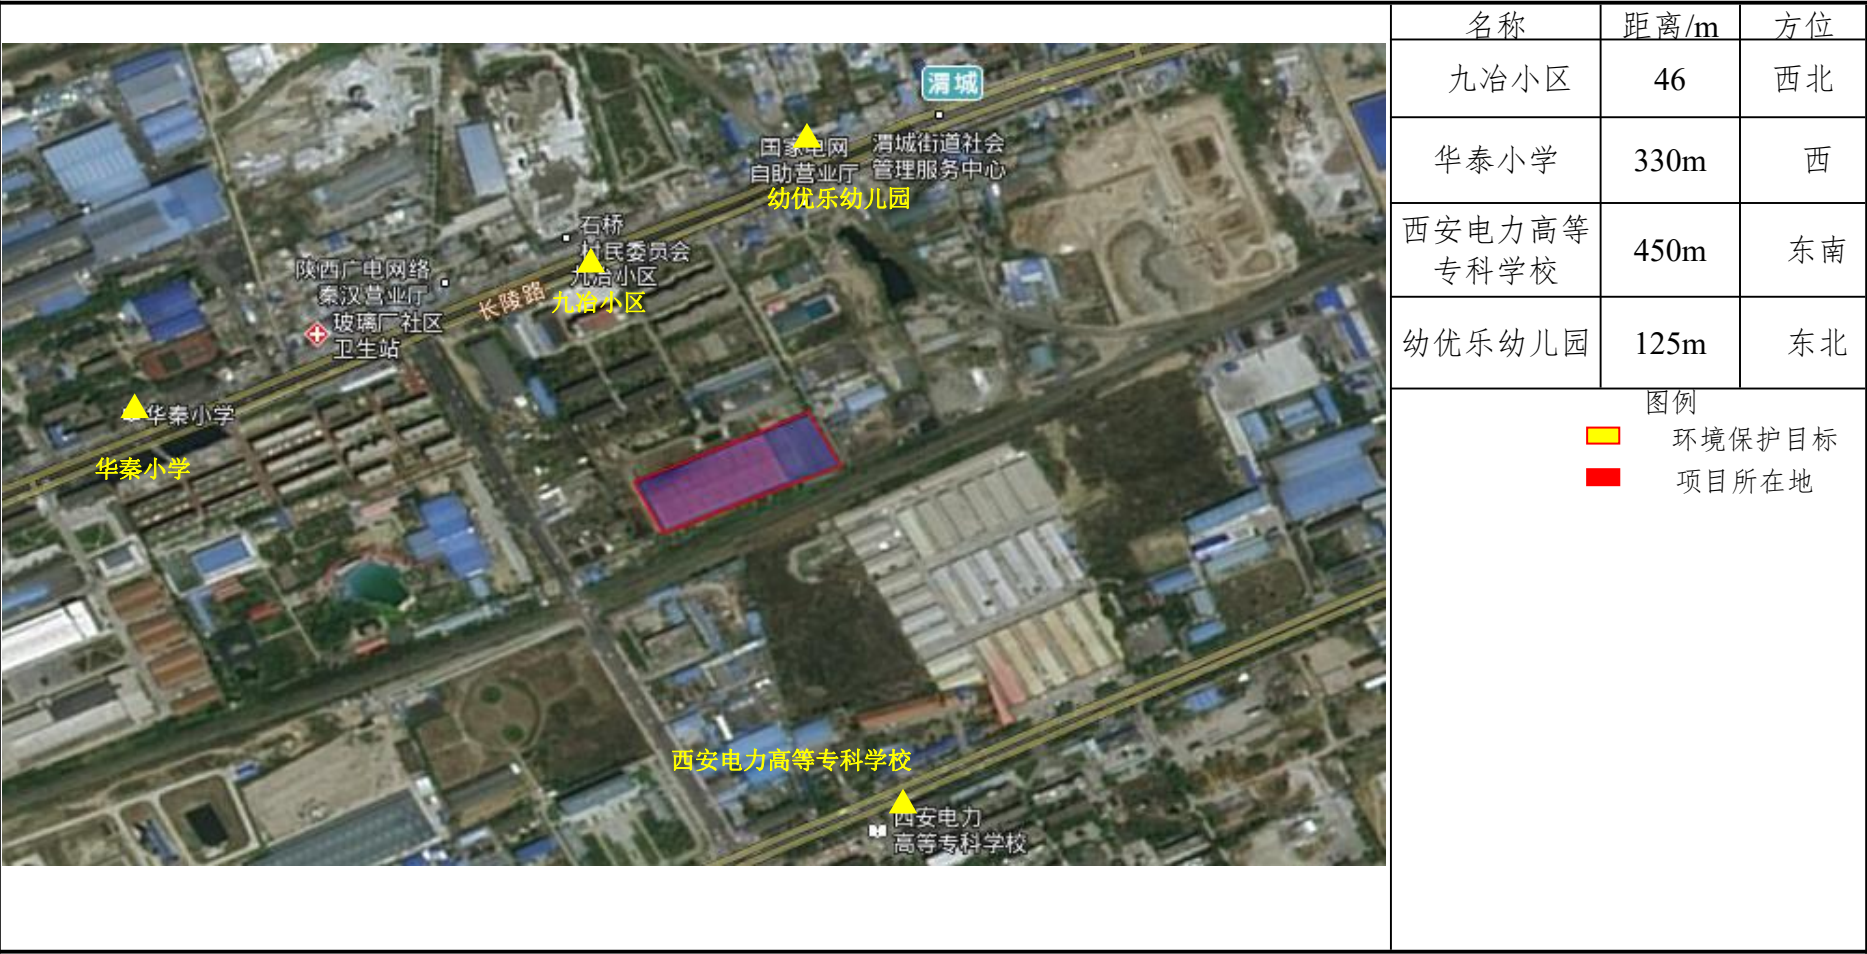 渭城
国家电网
自助营业厅
渭城街道社会
管理服务中心
幼优乐幼儿园
石桥
村民委员会
九冶小区
九冶小区
长陵路
陕西广电网络
秦汉营业厅
玻璃厂社区
卫生站
华秦小学
华秦小学
西安电力高等专科学校
西安电力
高等专科学校
名称 距离/m 方位
九冶小区 46 西北
华泰小学 330m 西
西安电力高等
专科学校 450m 东南
幼优乐幼儿园 125m 东北
图例
环境保护目标
项目所在地